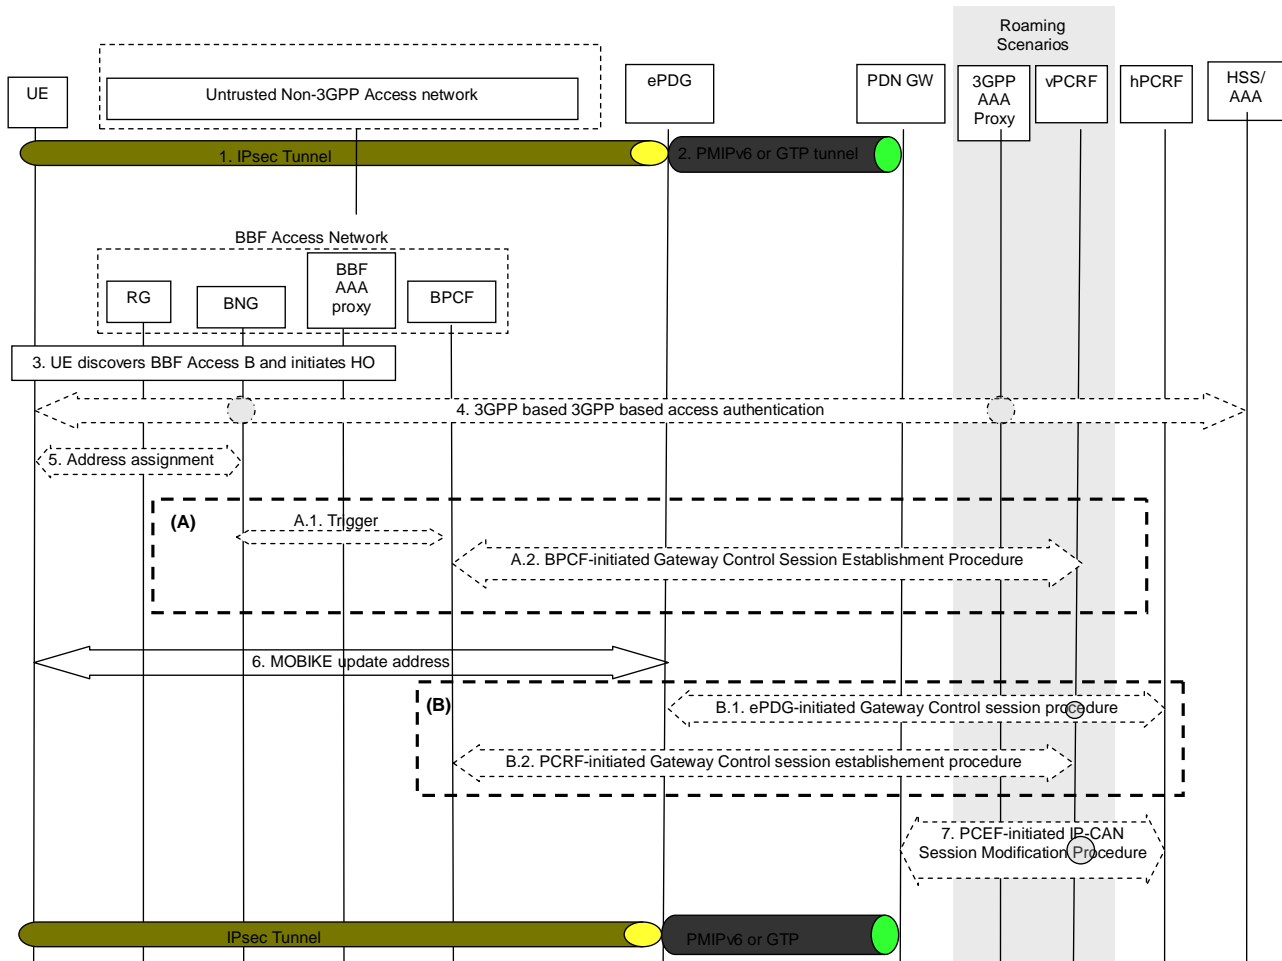 Roaming
Scenarios
UE
Untrusted Non-3GPP Access network
ePDG
PDN GW
3GPP
AAA
Proxy
vPCRF
hPCRF
HSS/
AAA
1. IPsec Tunnel
2. PMIPv6 or GTP tunnel
BBF Access Network
RG
BNG
BBF
AAA
proxy
BPCF
3. UE discovers BBF Access B and initiates HO
4. 3GPP based 3GPP based access authentication
5. Address assignment
(A)
A.1. Trigger
A.2. BPCF-initiated Gateway Control Session Establishment Procedure
6. MOBIKE update address
(B)
B.1. ePDG-initiated Gateway Control session procedure
B.2. PCRF-initiated Gateway Control session establishement procedure
7. PCEF-initiated IP-CAN
Session Modification Procedure
IPsec Tunnel
PMIPv6 or GTP